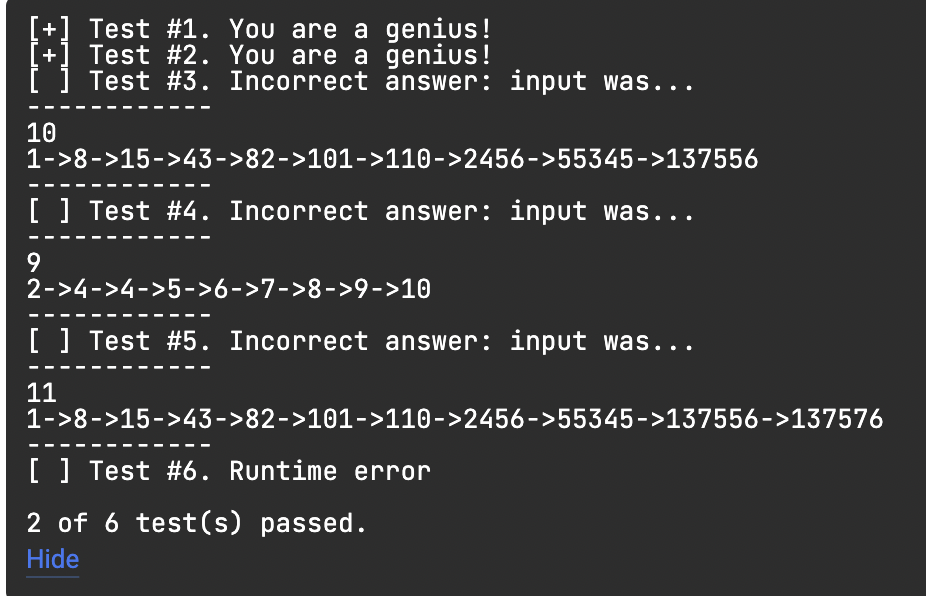 [+] Test #1. You are a genius!
[+] Test #2. You are a genius!
[ ] Test #3. Incorrect answer: input was...
------------
10
1->8->15->43->82->101->110->2456->55345->137556
------------
[ ] Test #4. Incorrect answer: input was...
------------
9
2->4->4->5->6->7->8->9->10
------------
[ ] Test #5. Incorrect answer: input was...
------------
11
1->8->15->43->82->101->110->2456->55345->137556->137576
------------
[ ] Test #6. Runtime error
2 of 6 test(s) passed.
Hide